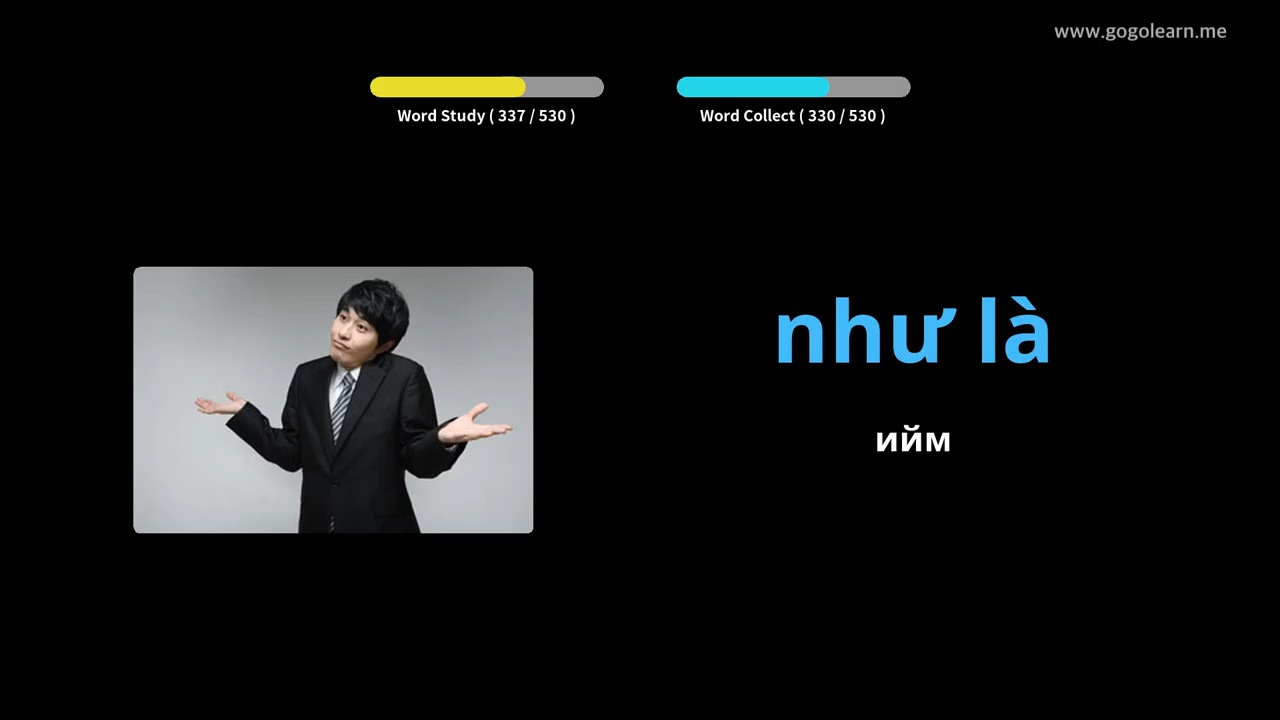 www.gogolearn.me
Word Study ( 337 / 530 )
Word Collect ( 330 / 530 )
như là
ийм